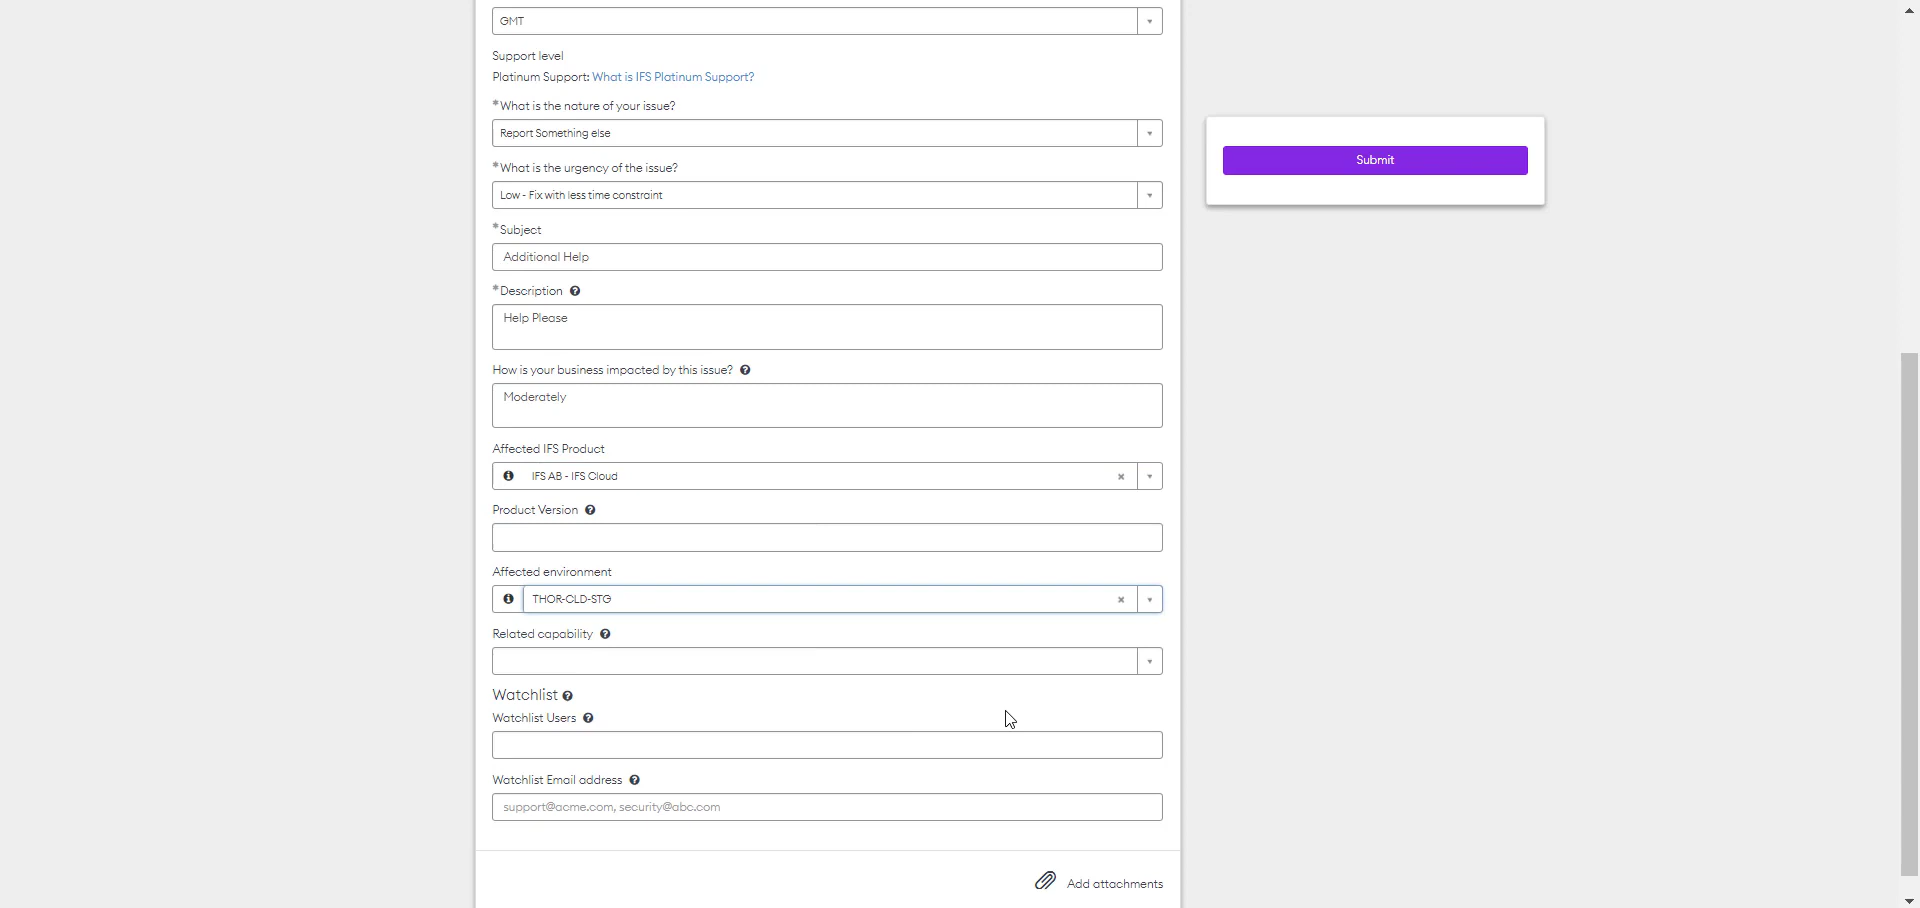 GMT
Support level
Platinum Support: What is IFS Platinum Support?
*What is the nature of your issue?
Report Something else
Submit
*What is the urgency of the issue?
Low - Fix with less time constraint
*Subject
Additional Help
*Description
Help Please
How is your business impacted by this issue?
Moderately
Affected IFS Product
IFS AB - IFS Cloud
Product Version
Affected environment
THOR-CLD-STG
Related capability
Watchlist
Watchlist Users
Watchlist Email address
support@acme.com, security@abc.com
Add attachments